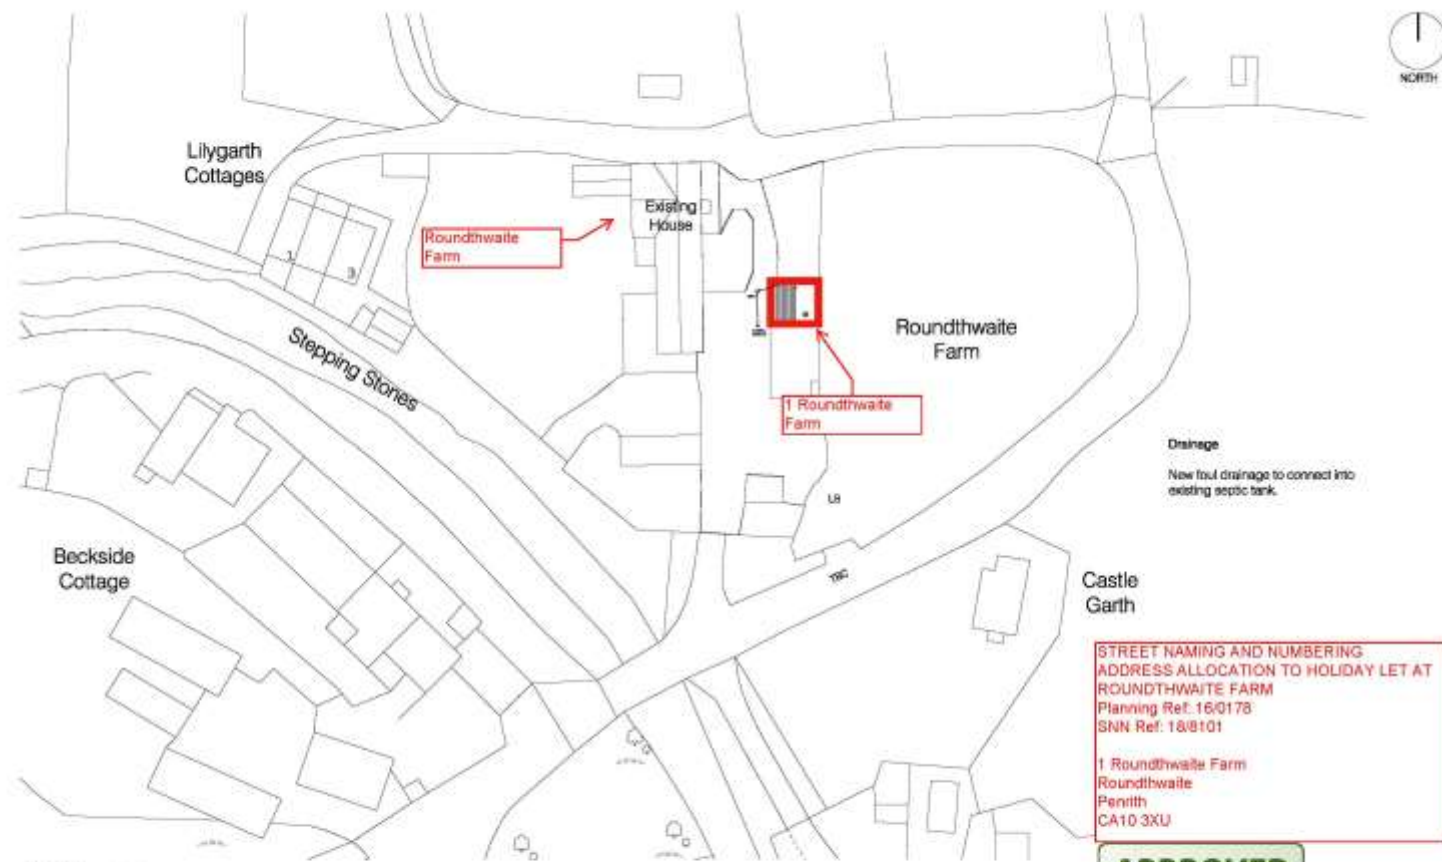 NORTH
Lilygarth
Cottages
Existing
House
Roundthwaite
Farm
1
3
Roundthwaite
Farm
Stepping Stones
1 Roundthwaite
Farm
Drainage
New foul drainage to connect into
existing septic tank.
LB
Beckside
Cottage
TBC
Castle
Garth
STREET NAMING AND NUMBERING
ADDRESS ALLOCATION TO HOLIDAY LET AT
ROUNDTHWAITE FARM
Planning Ref: 16/0178
SNN Ref: 18/8101
1 Roundthwaite Farm
Roundthwaite
Penrith
CA10 3XU
APPROVED